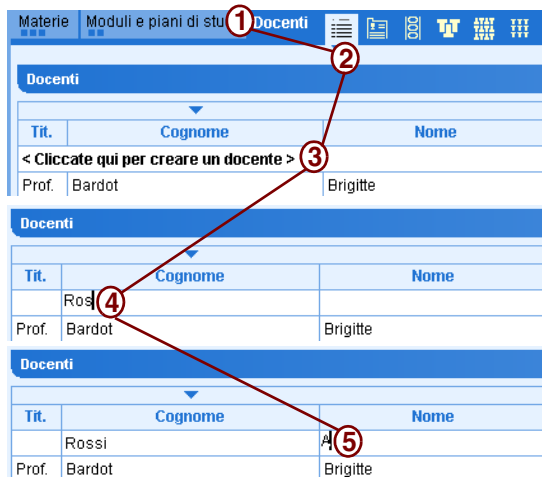 Materie Moduli e piani di stu 1 Docenti
2
Docenti
Tit. Cognome Nome
< Cliccate qui per creare un docente > 3
Prof. Bardot Brigitte
Docenti
Tit. Cognome Nome
Ros 4
Prof. Bardot Brigitte
Docenti
Tit. Cognome Nome
Rossi A 5
Prof. Bardot Brigitte